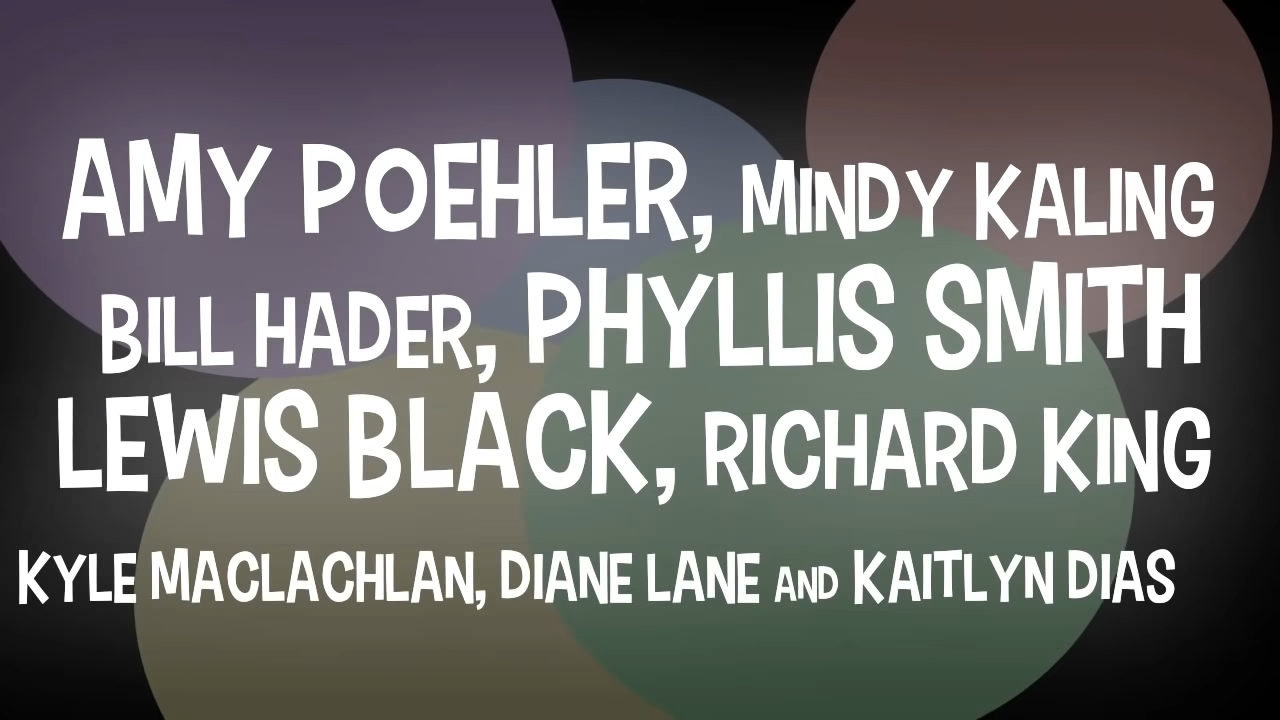 AMY POEHLER, MINDY KALING
BILL HADER, PHYLLIS SMITH
LEWIS BLACK, RICHARD KING
KYLE MACLACHLAN, DIANE LANE AND KAITLYN DIAS